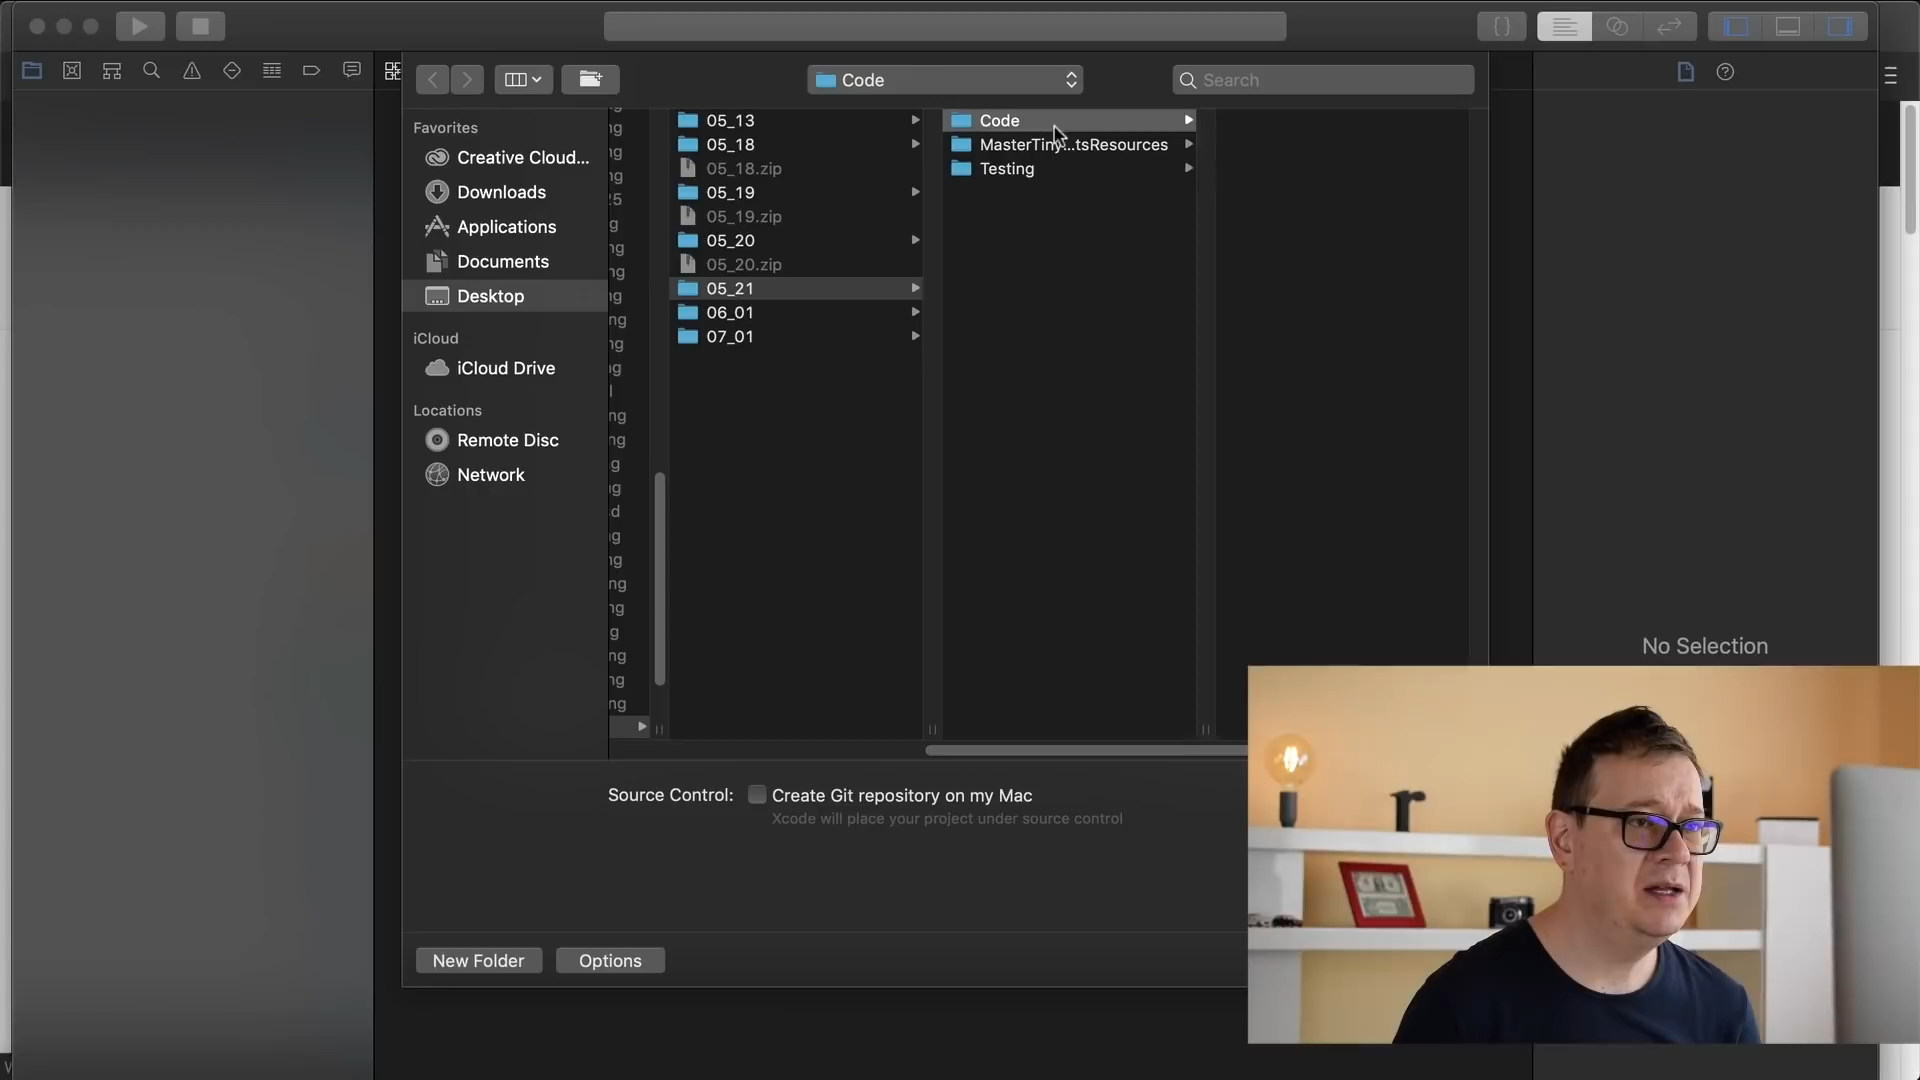 Code
Search
Favorites
Creative Cloud...
Downloads
Applications
Documents
Desktop
iCloud
iCloud Drive
Locations
Remote Disc
Network
05_13
05_18
05_18.zip
05_19
05_19.zip
05_20
05_20.zip
05_21
06_01
07_01
Code
MasterTiny...tsResources
Testing
No Selection
Source Control:
Create Git repository on my Mac
Xcode will place your project under source control
New Folder
Options